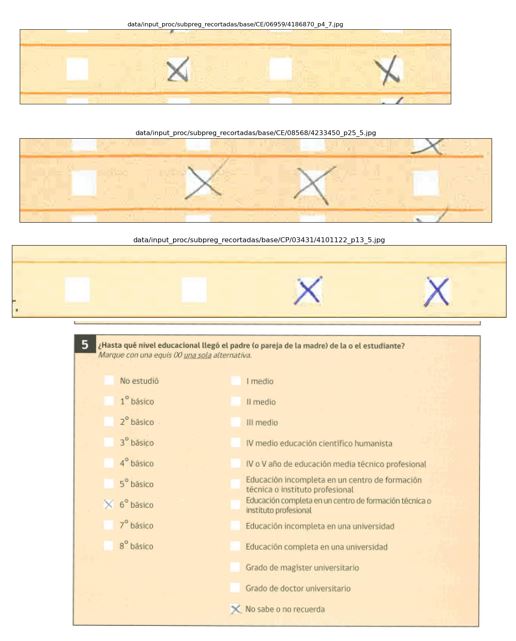 data/input_proc/subpreg_recortadas/base/CE/06959/4186870_p4_7.jpg
data/input_proc/subpreg_recortadas/base/CE/08568/4233450_p25_5.jpg
data/input_proc/subpreg_recortadas/base/CP/03431/4101122_p13_5.jpg
5 ¿Hasta qué nivel educacional llegó el padre (o pareja de la madre) de la o el estudiante?
Marque con una equis (X) una sola alternativa.
No estudió
1° básico
2° básico
3° básico
4° básico
5° básico
6° básico
7° básico
8° básico
I medio
II medio
III medio
IV medio educación científico humanista
IV o V año de educación media técnico profesional
Educación incompleta en un centro de formación
técnica o instituto profesional
Educación completa en un centro de formación técnica o
instituto profesional
Educación incompleta en una universidad
Educación completa en una universidad
Grado de magíster universitario
Grado de doctor universitario
No sabe o no recuerda